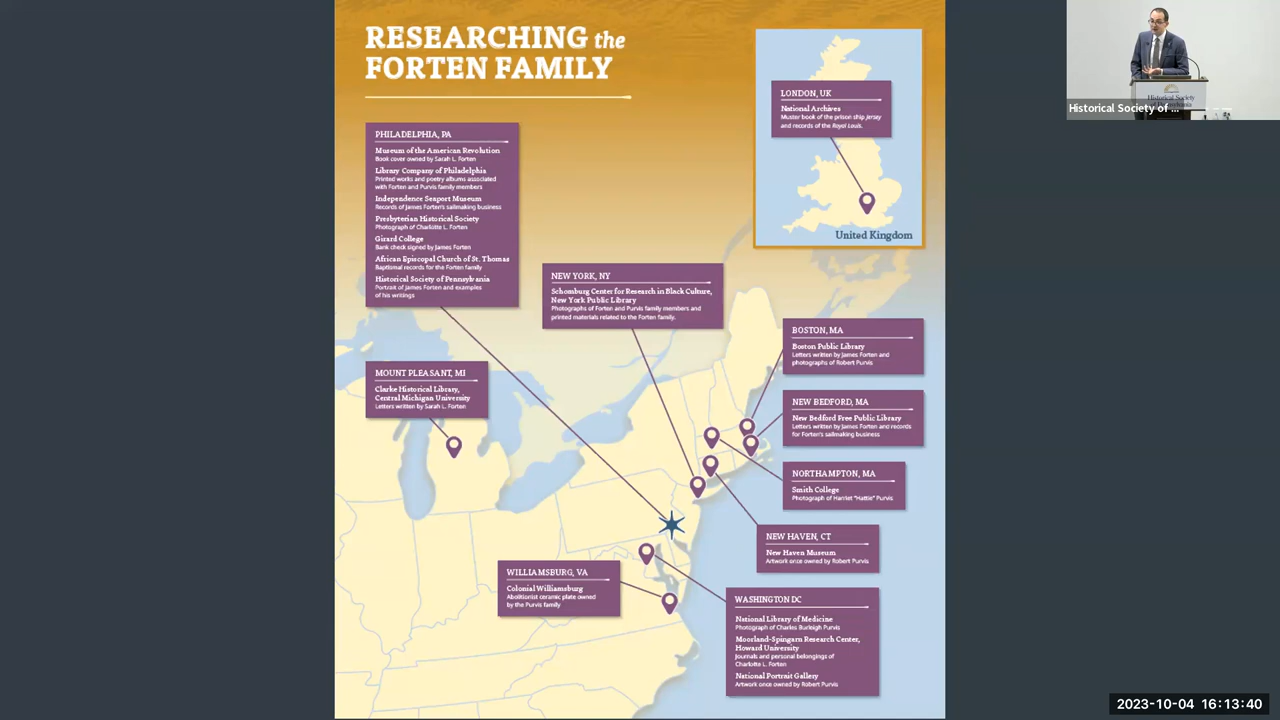 RESEARCHING the
FORTEN FAMILY
PHILADELPHIA, PA
Museum of the American Revolution
Book cover owned by Sarah L. Forten
Library Company of Philadelphia
Printed works and poetry albums associated
with Forten and Purvis family members
Independence Seaport Museum
Records of James Forten's sailmaking business
Presbyterian Historical Society
Photograph of Charlotte L. Forten
Girard College
Bank check signed by James Forten
African Episcopal Church of St. Thomas
Baptismal records for the Forten family
Historical Society of Pennsylvania
Portrait of James Forten and examples
of his writings
LONDON, UK
National Archives
Muster book of the prison ship Jersey
and records of the Royal Louis.
United Kingdom
NEW YORK, NY
Schomburg Center for Research in Black Culture,
New York Public Library
Photographs of Forten and Purvis family members and
printed materials related to the Forten family.
MOUNT PLEASANT, MI
Clarke Historical Library,
Central Michigan University
Letters written by Sarah L. Forten
BOSTON, MA
Boston Public Library
Letters written by James Forten and
photographs of Robert Purvis
NEW BEDFORD, MA
New Bedford Free Public Library
Letters written by James Forten and records
for Forten's sailmaking business
NORTHAMPTON, MA
Smith College
Photograph of Harriet "Hattie" Purvis
NEW HAVEN, CT
New Haven Museum
Artwork once owned by Robert Purvis
WILLIAMSBURG, VA
Colonial Williamsburg
Abolitionist ceramic plate owned
by the Purvis family
WASHINGTON DC
National Library of Medicine
Photograph of Charles Burleigh Purvis
Moorland-Spingarn Research Center,
Howard University
Journals and personal belongings of
Charlotte L. Forten
National Portrait Gallery
Artwork once owned by Robert Purvis
Historical Society
Historical Society of ...
2023-10-04 16:13:40